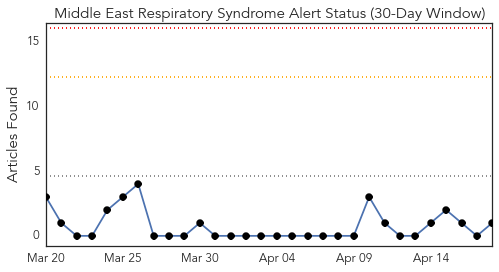 Middle East Respiratory Syndrome Alert Status (30-Day Window)
15
10
5
0
Articles Found
Mar 20 Mar 25 Mar 30 Apr 04 Apr 09 Apr 14